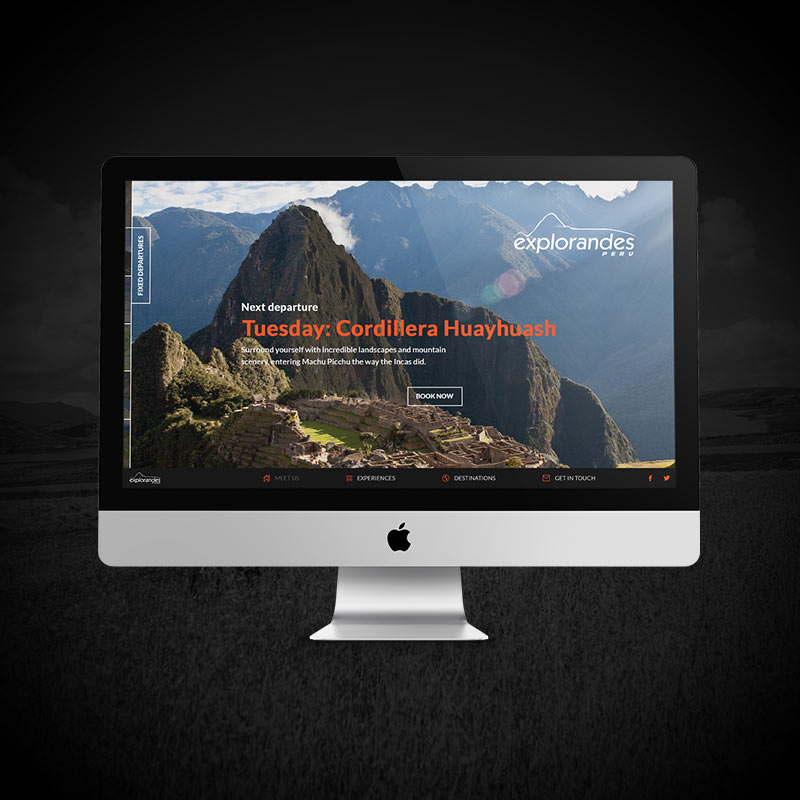 FIXED DEPARTURES
explorandes
PERU
Next departure
Tuesday: Cordillera Huayhuash
Surround yourself with incredible landscapes and mountain
scenery, entering Machu Picchu the way the Incas did.
BOOK NOW
explorandes
MEET US
EXPERIENCES
DESTINATIONS
GET IN TOUCH